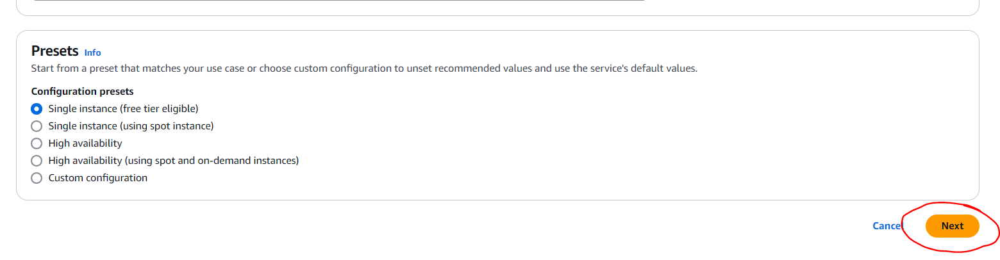 Presets Info
Start from a preset that matches your use case or choose custom configuration to unset recommended values and use the service's default values.
Configuration presets
Single instance (free tier eligible)
Single instance (using spot instance)
High availability
High availability (using spot and on-demand instances)
Custom configuration
Cancel Next